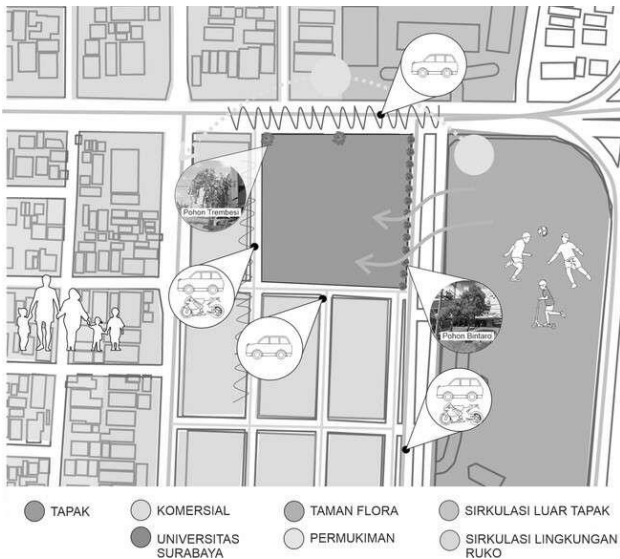 Pohon Trembesi
Pohon Bintaro
TAPAK
KOMERSIAL
TAMAN FLORA
SIRKULASI LUAR TAPAK
UNIVERSITAS
SURABAYA
PERMUKIMAN
SIRKULASI LINGKUNGAN
RUKO